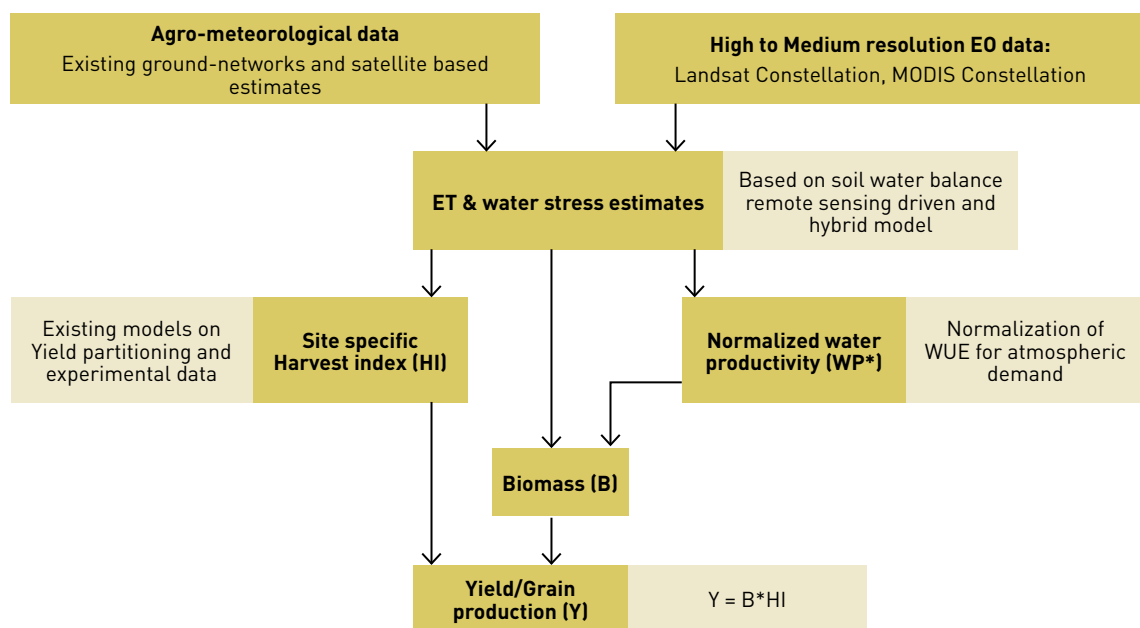 Agro-meteorological data
Existing ground-networks and satellite based
estimates
High to Medium resolution EO data:
Landsat Constellation, MODIS Constellation
ET & water stress estimates
Based on soil water balance
remote sensing driven and
hybrid model
Existing models on
Yield partitioning and
experimental data
Site specific
Harvest index (HI)
Normalized water
productivity (WP*)
Normalization of
WUE for atmospheric
demand
Biomass (B)
Yield/Grain
production (Y)
Y = B*HI